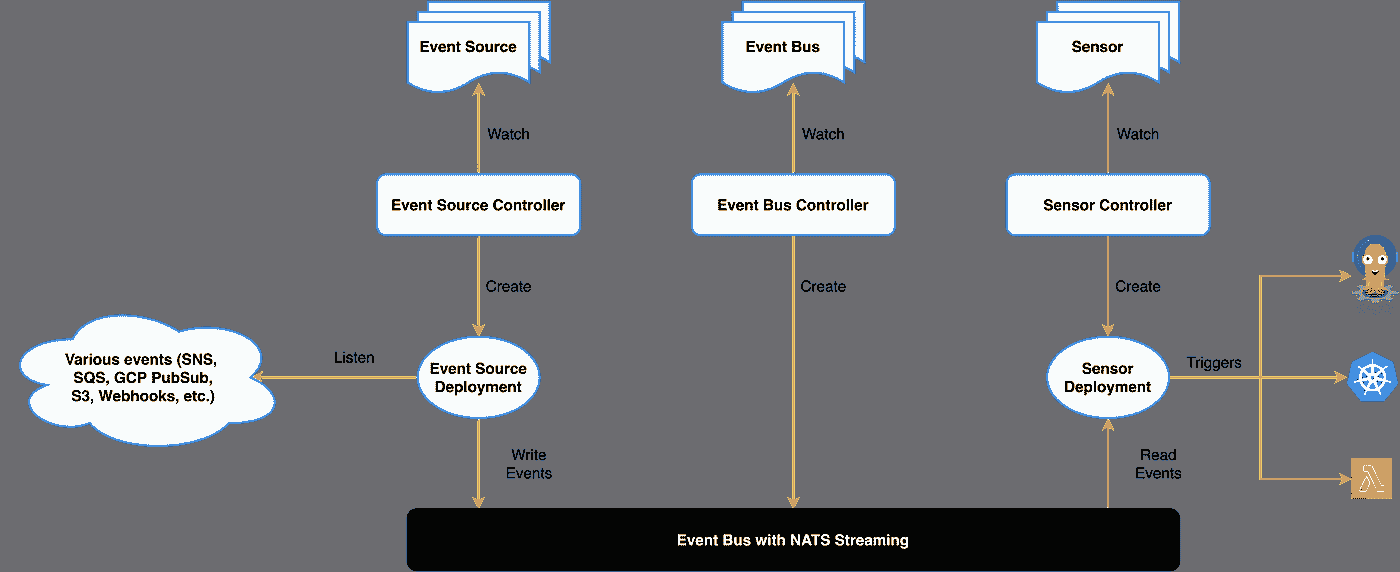 Event Source
Event Bus
Sensor
Watch
Watch
Watch
Event Source Controller
Event Bus Controller
Sensor Controller
Create
Create
Create
Various events (SNS,
SQS, GCP PubSub,
S3, Webhooks, etc.)
Listen
Event Source
Deployment
Sensor
Deployment
Triggers
Write
Events
Read
Events
λ
Event Bus with NATS Streaming